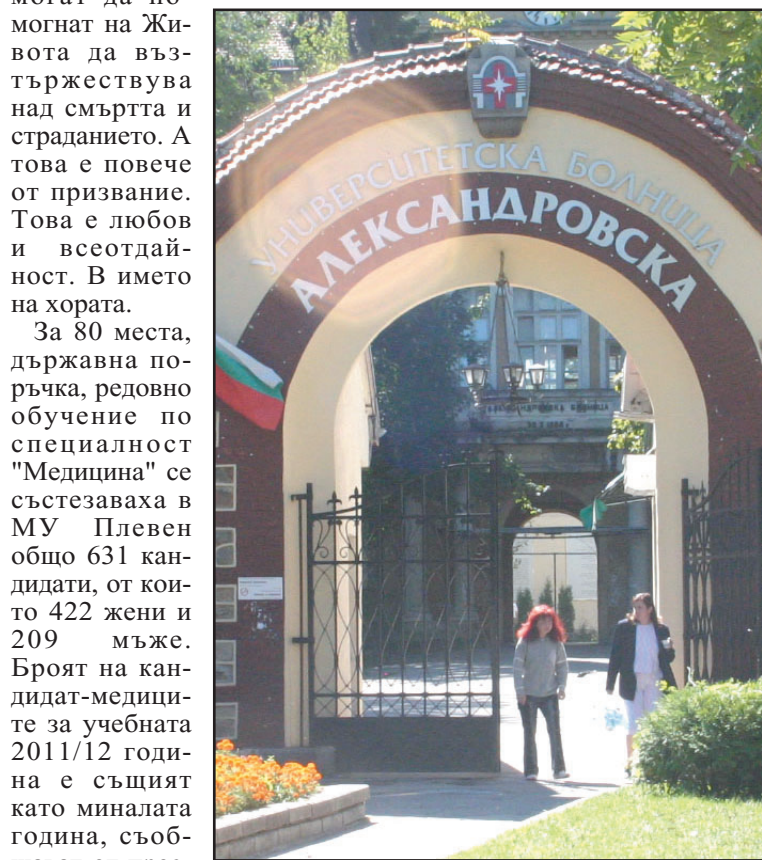 могнат на Жи-
вота да въз-
тържествува
над смъртта и
страданието. А
това е повече
от призвание.
Това е любов
и всеотдай-
ност. В името
на хората.
За 80 места,
държавна по-
ръчка, редовно
обучение по
специалност
"Медицина" се
състезаваха в
МУ Плевен
общо 631 кан-
дидати, от кои-
то 422 жени и
209 мъже.
Броят на кан-
дидат-медици-
те за учебната
2011/12 годи-
на е същият
като миналата
година, съоб-
УНИВЕРСИТЕТСКА БОЛНИЦА
АЛЕКСАНДРОВСКА